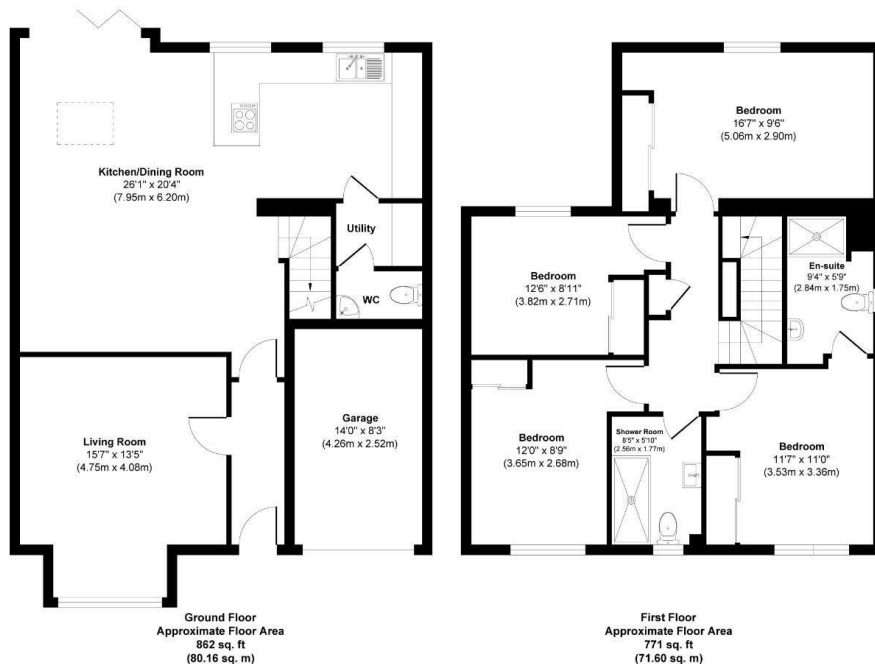 Kitchen/Dining Room
26'1" x 20'4"
(7.95m x 6.20m)
Utility
WC
Living Room
15'7" x 13'5"
(4.75m x 4.08m)
Garage
14'0" x 8'3"
(4.26m x 2.52m)
Ground Floor
Approximate Floor Area
862 sq. ft
(80.16 sq. m)
Bedroom
16'7" x 9'6"
(5.06m x 2.90m)
Bedroom
12'6" x 8'11"
(3.82m x 2.71m)
En-suite
9'4" x 5'9"
(2.84m x 1.75m)
Bedroom
12'0" x 8'9"
(3.65m x 2.68m)
Shower Room
8'5" x 5'10"
(2.56m x 1.77m)
Bedroom
11'7" x 11'0"
(3.53m x 3.36m)
First Floor
Approximate Floor Area
771 sq. ft
(71.60 sq. m)